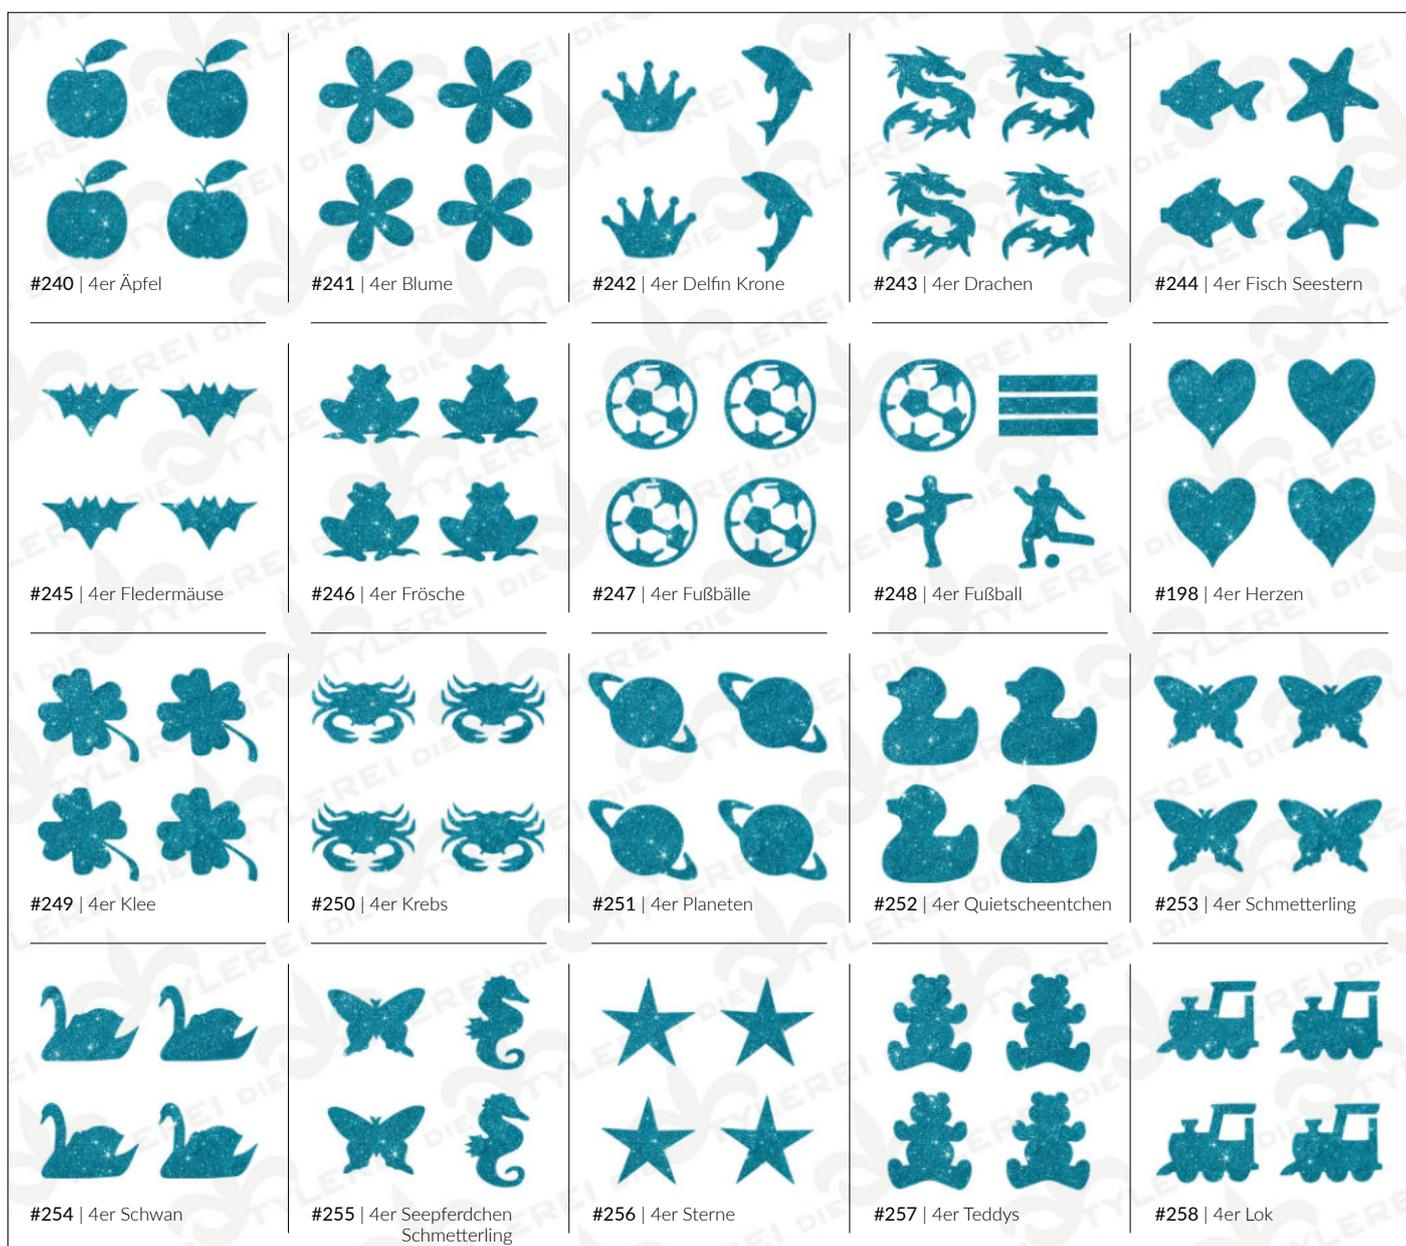 #240 | 4er Äpfel
#241 | 4er Blume
#242 | 4er Delfin Krone
#243 | 4er Drachen
#244 | 4er Fisch Seestern
#245 | 4er Fledermäuse
#246 | 4er Frösche
#247 | 4er Fußbälle
#248 | 4er Fußball
#198 | 4er Herzen
#249 | 4er Klee
#250 | 4er Krebs
#251 | 4er Planeten
#252 | 4er Quietscheentchen
#253 | 4er Schmetterling
#254 | 4er Schwan
#255 | 4er Seepferdchen
Schmetterling
#256 | 4er Sterne
#257 | 4er Teddys
#258 | 4er Lok